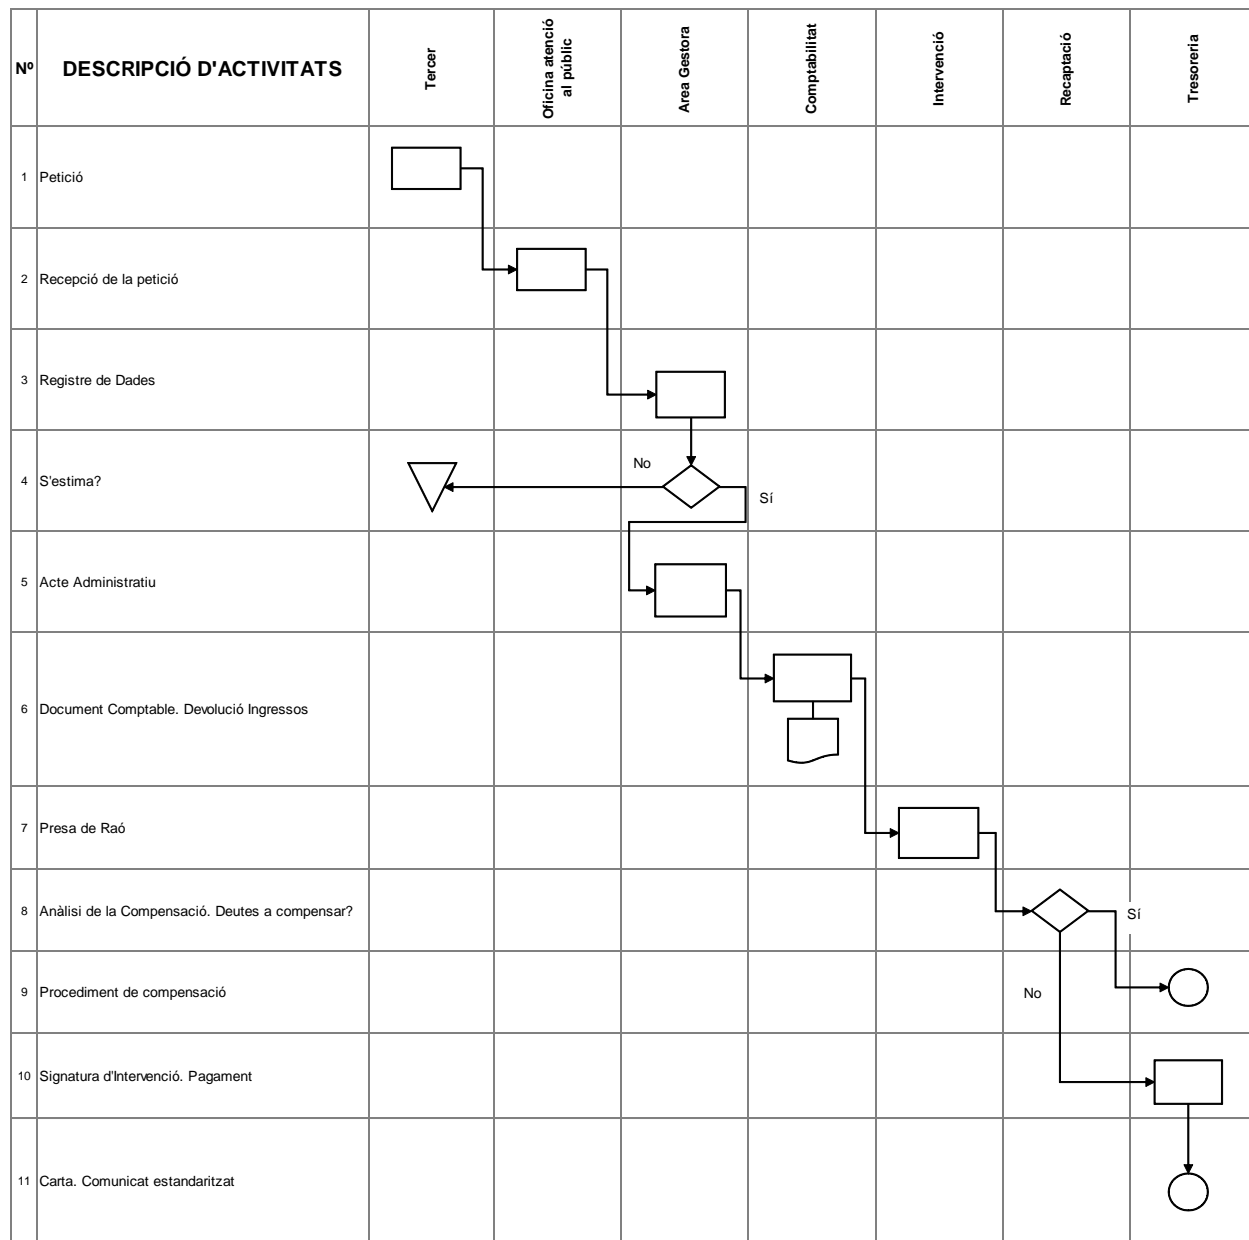 Nº
DESCRIPCIÓ D'ACTIVITATS
Tercer
Oficina atenció
al públic
Area Gestora
Comptabilitat
Intervenció
Recaptació
Tresoreria
1 Petició
2 Recepció de la petició
3 Registre de Dades
4 S'estima?
No
Sí
5 Acte Administratiu
6 Document Comptable. Devolució Ingressos
7 Presa de Raó
8 Anàlisi de la Compensació. Deutes a compensar?
Sí
9 Procediment de compensació
No
10 Signatura d'Intervenció. Pagament
11 Carta. Comunicat estandaritzat